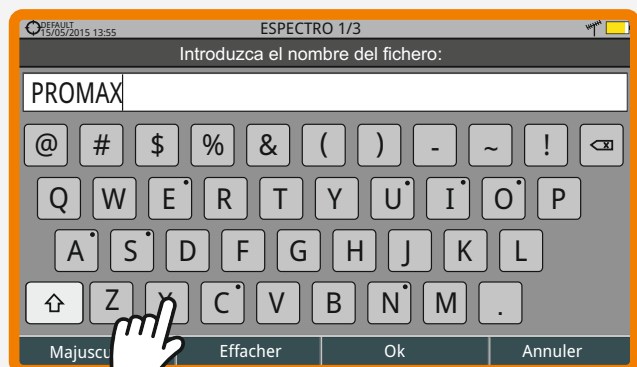 DEFAULT
15/05/2015 13:55 ESPECTRO 1/3
Introduzca el nombre del fichero:
PROMAX
@ # $ % & ( ) - ~ ! ⌫
Q W E R T Y U I O P
A S D F G H J K L
⇧ Z X C V B N M .
Effacher Ok Annuler